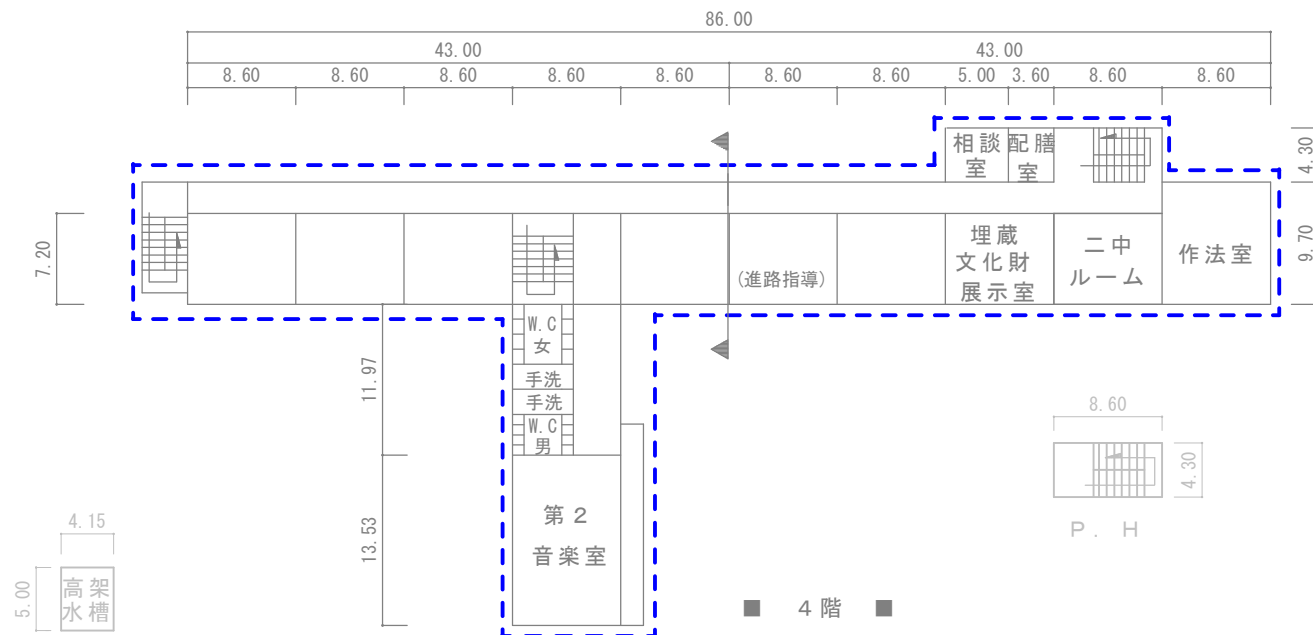 86.00
43.00
43.00
8.60
8.60
8.60
8.60
8.60
8.60
8.60
5.00
3.60
8.60
8.60
相談
室
配膳
室
4.30
7.20
埋蔵
文化財
展示室
二中
ルーム
作法室
(進路指導)
9.70
W.C
女
手洗
手洗
W.C
男
11.97
8.60
4.30
P. H
第2
音楽室
13.53
4.15
5.00
高架
水槽
■ 4階 ■